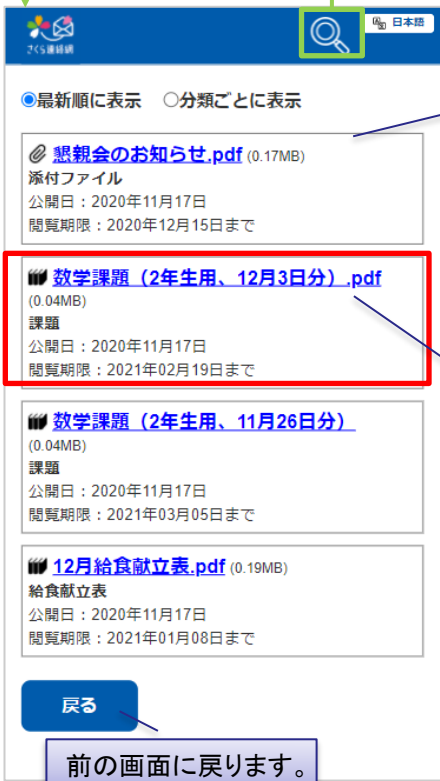 さくら連絡網
日本語
最新順に表示 分類ごとに表示
懇親会のお知らせ.pdf (0.17MB)
添付ファイル
公開日：2020年11月17日
閲覧期限：2020年12月15日まで
数学課題（2年生用、12月3日分）.pdf
(0.04MB)
課題
公開日：2020年11月17日
閲覧期限：2021年02月19日まで
数学課題（2年生用、11月26日分）
(0.04MB)
課題
公開日：2020年11月17日
閲覧期限：2021年03月05日まで
12月給食献立表.pdf (0.19MB)
給食献立表
公開日：2020年11月17日
閲覧期限：2021年01月08日まで
戻る
前の画面に戻ります。